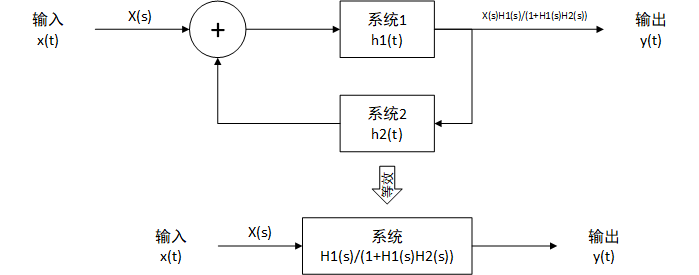 输入
x(t)
X(s)
+
系统1
h1(t)
X(s)H1(s)/(1+H1(s)H2(s))
输出
y(t)
系统2
h2(t)
等效
输入
x(t)
X(s)
系统
H1(s)/(1+H1(s)H2(s))
输出
y(t)